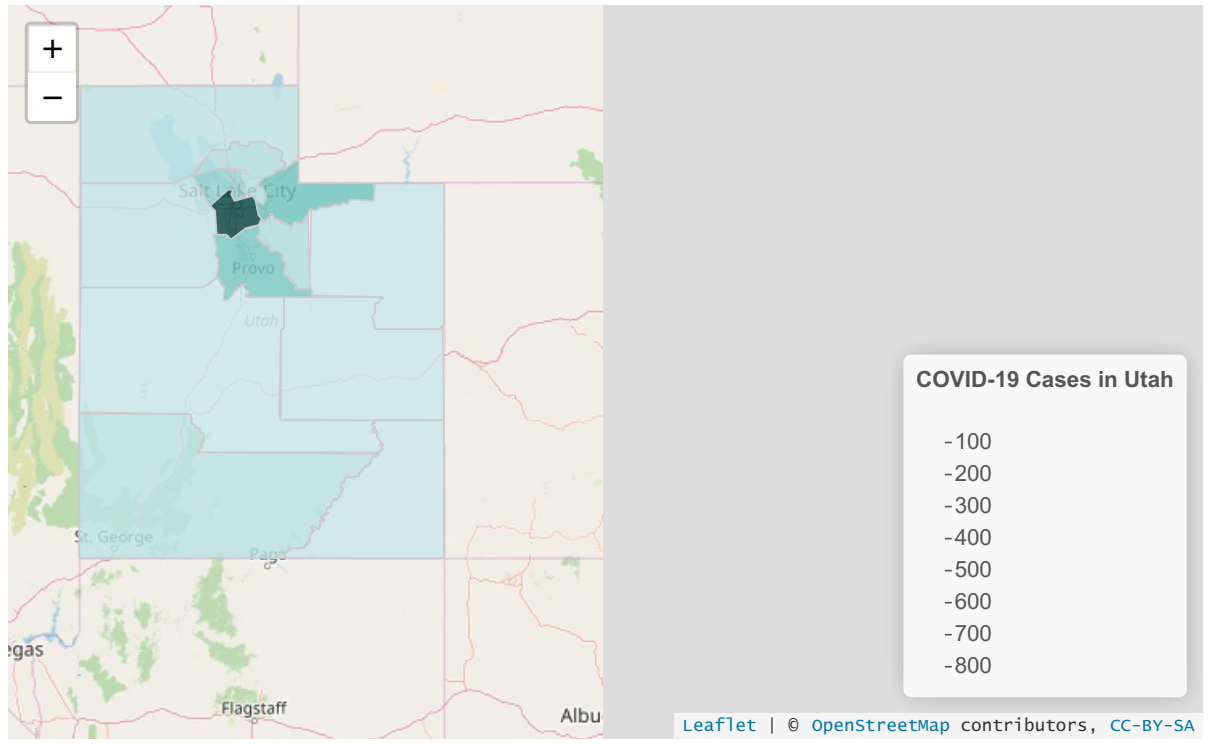 +
−
Salt Lake City
Provo
Utah
St. George
Page
egas
Flagstaff
Albu
COVID-19 Cases in Utah
-100
-200
-300
-400
-500
-600
-700
-800
Leaflet | © OpenStreetMap contributors, CC-BY-SA